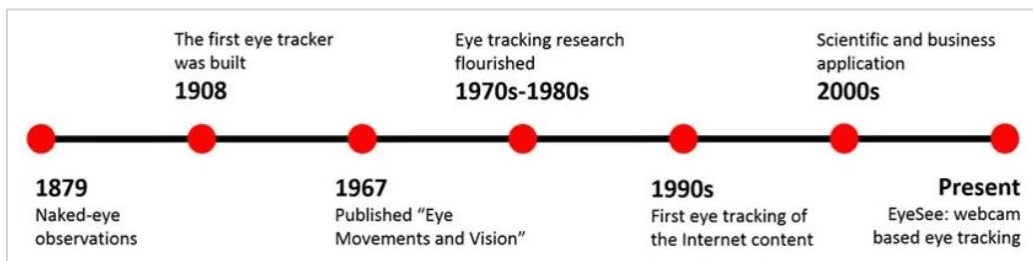 The first eye tracker
was built
1908
Eye tracking research
flourished
1970s-1980s
Scientific and business
application
2000s
1879
Naked-eye
observations
1967
Published “Eye
Movements and Vision”
1990s
First eye tracking of
the Internet content
Present
EyeSee: webcam
based eye tracking